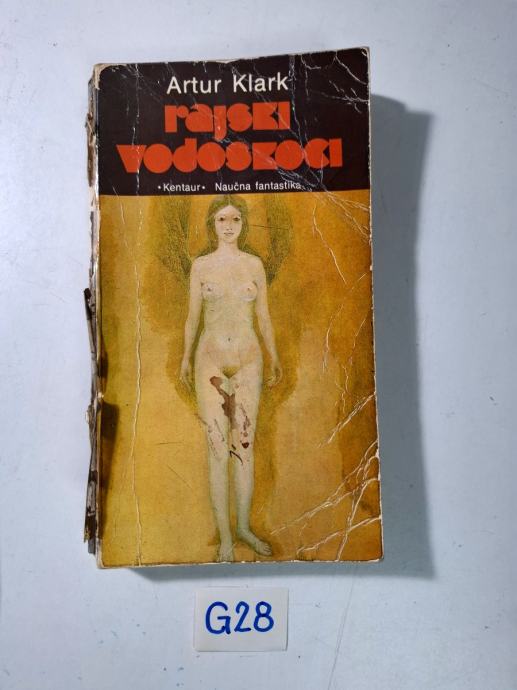 Artur Klark
rajski
vodoskoci
•Kentaur• Naučna fantastika
G28